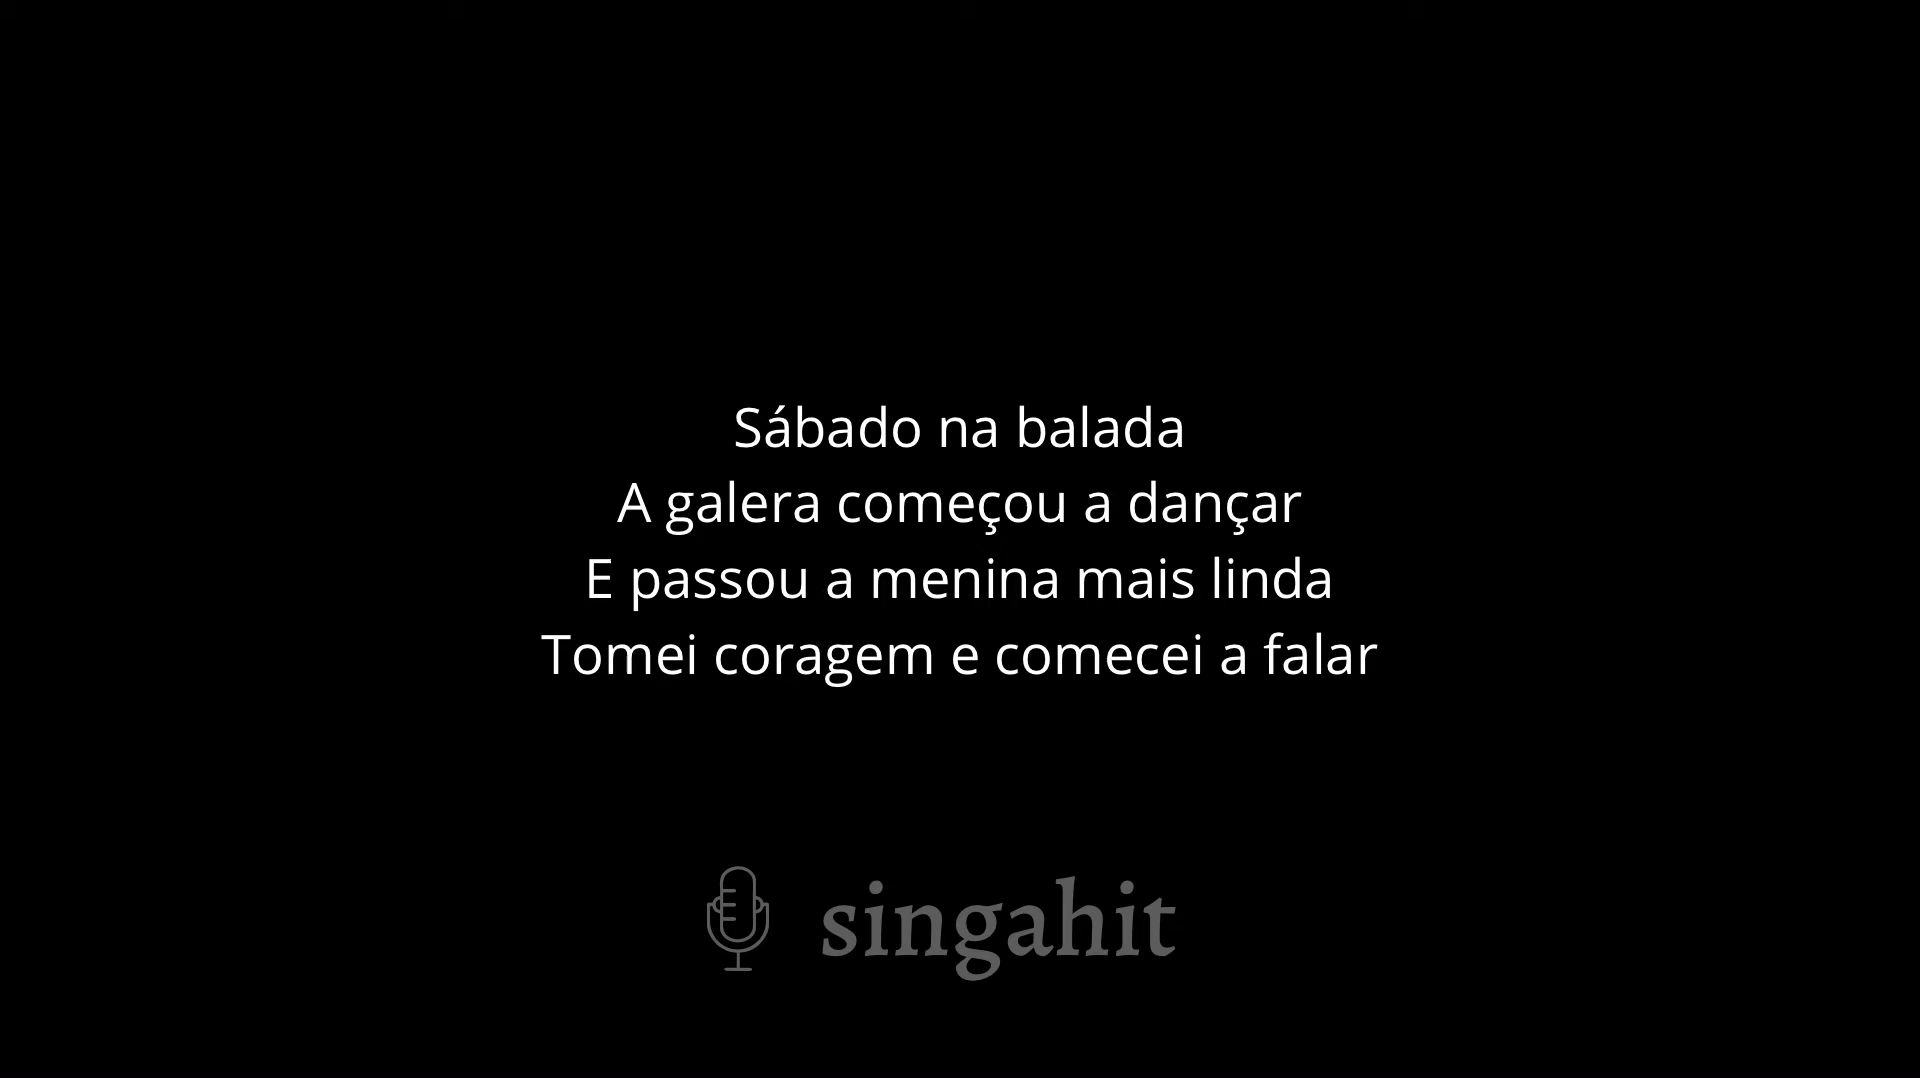 Sábado na balada
A galera começou a dançar
E passou a menina mais linda
Tomei coragem e comecei a falar
singahit